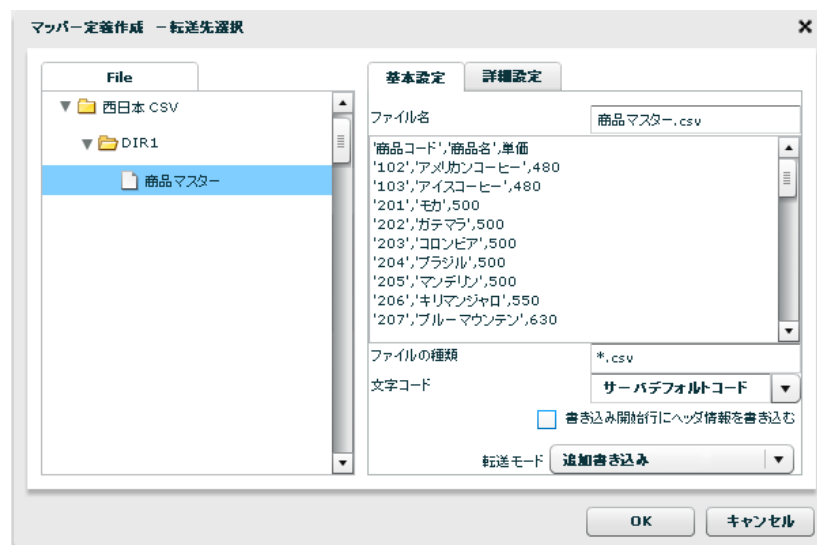 マッパー定義作成 －転送先選択
File
西日本 CSV
DIR1
商品マスター
基本設定 詳細設定
ファイル名 商品マスター.csv
'商品コード','商品名',単価
'102','アメリカンコーヒー',480
'103','アイスコーヒー',480
'201','モカ',500
'202','ガテマラ',500
'203','コロンビア',500
'204','ブラジル',500
'205','マンデリン',500
'206','キリマンジャロ',550
'207','ブルーマウンテン',630
ファイルの種類 *.csv
文字コード サーバデフォルトコード
書き込み開始行にヘッダ情報を書き込む
転送モード 追加書き込み
OK キャンセル